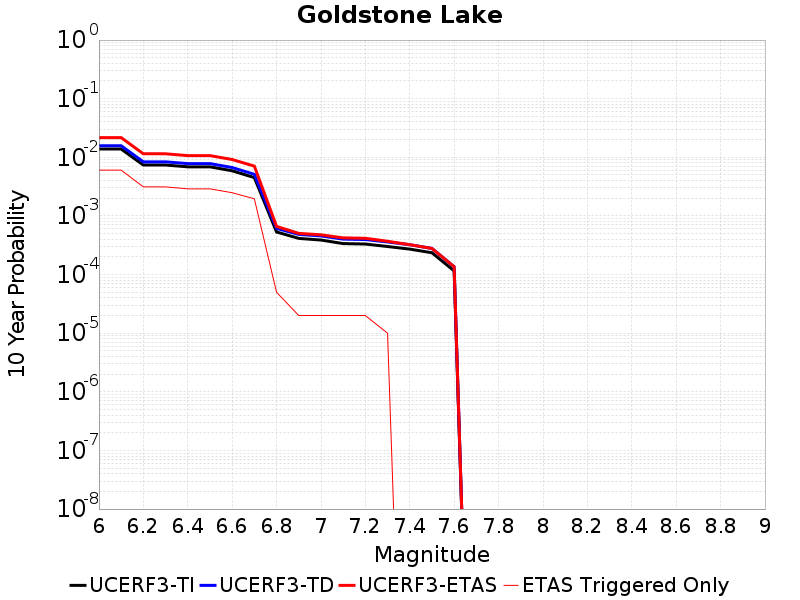 Goldstone Lake
10 Year Probability
10^0
10^-1
10^-2
10^-3
10^-4
10^-5
10^-6
10^-7
10^-8
6 6.2 6.4 6.6 6.8 7 7.2 7.4 7.6 7.8 8 8.2 8.4 8.6 8.8 9
Magnitude
UCERF3-TI UCERF3-TD UCERF3-ETAS ETAS Triggered Only